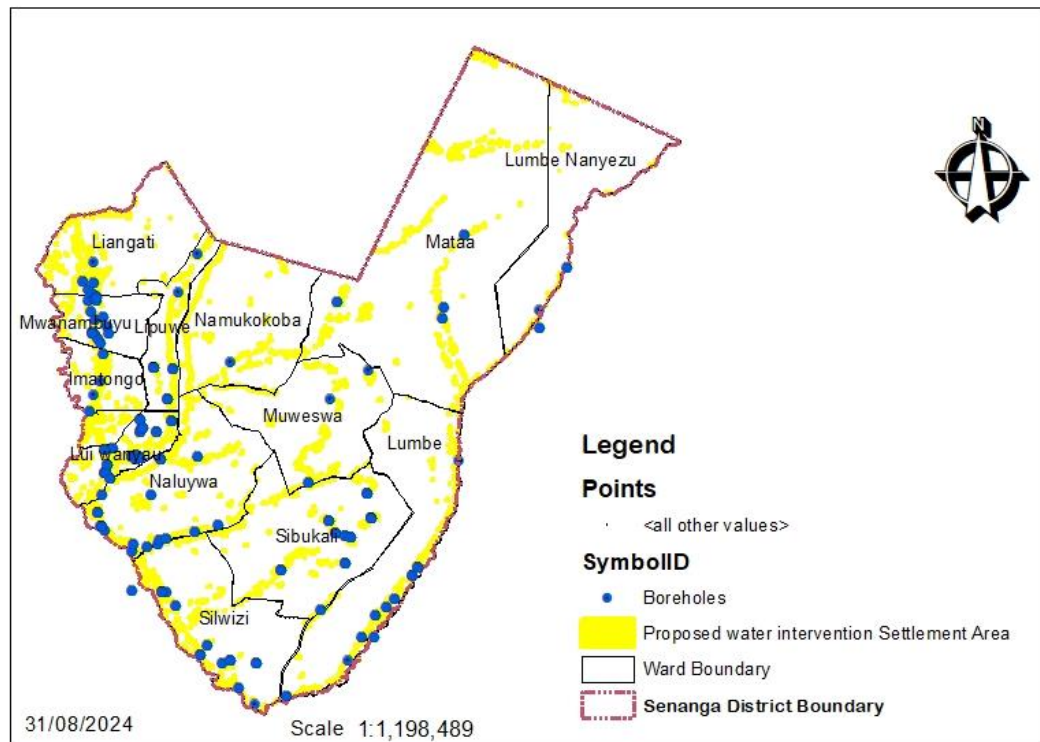 N
Lumbe Nanyezu
Liangati
Mataa
Mwanambuyu
Lipuwe
Namukokoba
Imatongo
Muweswa
Lumbe
Lui wanyau
Naluywa
Sibukali
Silwizi
Legend
Points
<all other values>
SymbolID
Boreholes
Proposed water intervention Settlement Area
Ward Boundary
Senanga District Boundary
31/08/2024
Scale 1:1,198,489